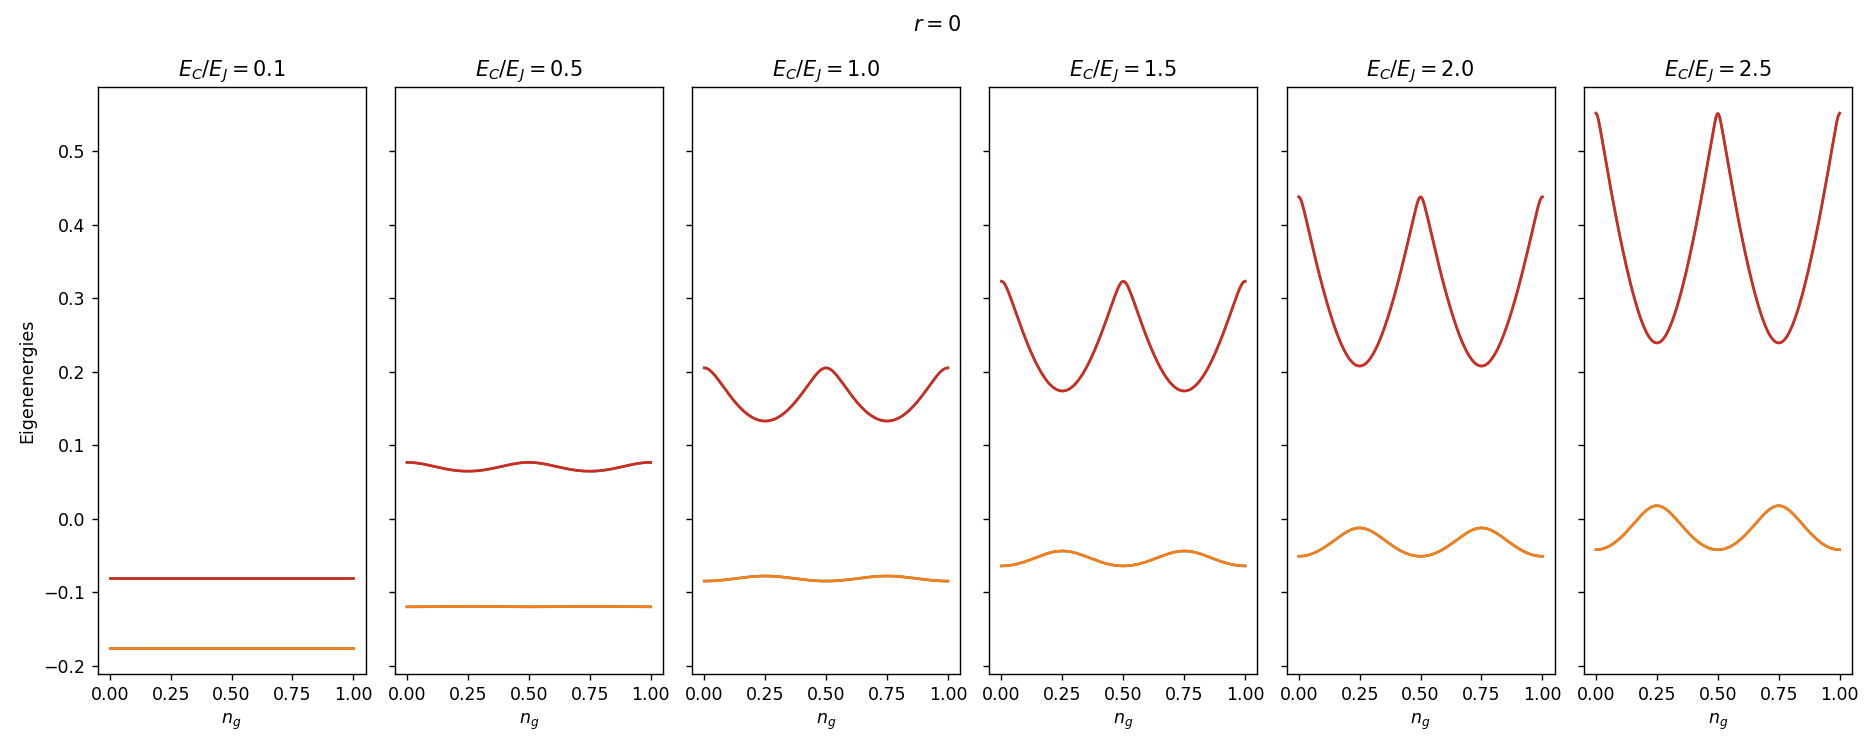 r = 0
E_C/E_J = 0.1
E_C/E_J = 0.5
E_C/E_J = 1.0
E_C/E_J = 1.5
E_C/E_J = 2.0
E_C/E_J = 2.5
Eigenenergies
0.5
0.4
0.3
0.2
0.1
0.0
−0.1
−0.2
0.00 0.25 0.50 0.75 1.00
0.00 0.25 0.50 0.75 1.00
0.00 0.25 0.50 0.75 1.00
0.00 0.25 0.50 0.75 1.00
0.00 0.25 0.50 0.75 1.00
0.00 0.25 0.50 0.75 1.00
n_g
n_g
n_g
n_g
n_g
n_g